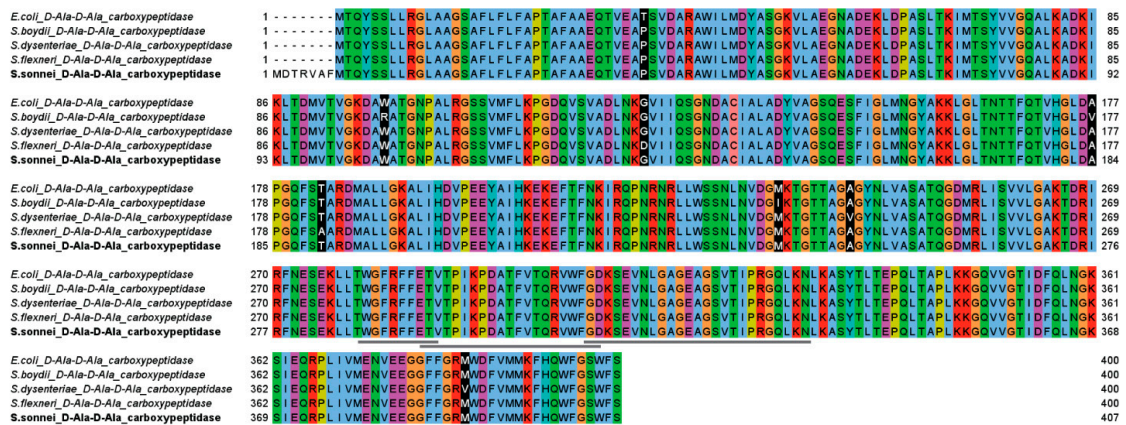 E.coli_D-Ala-D-Ala_carboxypeptidase 1 - - - - - - - MTQYSSLLRGLAAGSAFLFLFAPTAFAAEQTVEATSVDARAWILMDYASGKVLAEGNADEKLDPASLTKIMTSYVVGQALKADKI 85
S.boydii_D-Ala-D-Ala_carboxypeptidase 1 - - - - - - - MTQYSSLLRGLAAGSAFLFLFAPTAFAAEQTVEAPSVDARAWILMDYASGKVLAEGNADEKLDPASLTKIMTSYVVGQALKADKI 85
S.dysenteriae_D-Ala-D-Ala_carboxypeptidase 1 - - - - - - - MTQYSSLLRGLAAGSAFLFLFAPTAFAAEQTVEAPSVDARAWILMDYASGKVLAEGNADEKLDPASLTKIMTSYVVGQALKADKI 85
S.flexneri_D-Ala-D-Ala_carboxypeptidase 1 - - - - - - - MTQYSSLLRGLAAGSAFLFLFAPTAFAAEQTVEAPSVDARAWILMDYASGKVLAEGNADEKLDPASLTKIMTSYVVGQALKADKI 85
S.sonnei_D-Ala-D-Ala_carboxypeptidase 1 MDTRVAFMTQYSSLLRGLAAGSAFLFLFAPTAFAAEQTVEAPSVDARAWILMDYASGKVLAEGNADEKLDPASLTKIMTSYVVGQALKADKI 92
E.coli_D-Ala-D-Ala_carboxypeptidase 86 KLTDMVTVGKDAWATGNPALRGSSVMFLKPGDQVSVADLNKGVIIQSGNDACIALADYVAGSQESFIGLMNGYAKKLGLTNTTFQTVHGLDA 177
S.boydii_D-Ala-D-Ala_carboxypeptidase 86 KLTDMVTVGKDARATGNPALRGSSVMFLKPGDQVSVADLNKGVIIQSGNDACIALADYVAGSQESFIGLMNGYAKKLGLTNTTFQTVHGLDV 177
S.dysenteriae_D-Ala-D-Ala_carboxypeptidase 86 KLTDMVTVGKDAWATGNPALRGSSVMFLKPGDQVSVADLNKGVIIQSGNDACIALADYVAGSQESFIGLMNGYAKKLGLTNTTFQTVHGLDA 177
S.flexneri_D-Ala-D-Ala_carboxypeptidase 86 KLTDMVTVGKDAWATGNPALRGSSVMFLKPGDQVSVADLNKDVIIQSGNDACIALADYVAGSQESFIGLMNGYAKKLGLTNTTFQTVHGLDA 177
S.sonnei_D-Ala-D-Ala_carboxypeptidase 93 KLTDMVTVGKDAWATGNPALRGSSVMFLKPGDQVSVADLNKGVIIQSGNDACIALADYVAGSQESFIGLMNGYAKKLGLTNTTFQTVHGLDA 184
E.coli_D-Ala-D-Ala_carboxypeptidase 178 PGQFSTARDMALLGKALIHDVPEEYAIHKEKEFTFNKIRQPNRNRLLWSSNLNVDGMKTGTTAGAGYNLVASATQGDMRLISVVLGAKTDRI 269
S.boydii_D-Ala-D-Ala_carboxypeptidase 178 PGQFSTARDMALLGKALIHDVPEEYAIHKEKEFTFNKIRQPNRNRLLWSSNLNVDGIKTGTTAGAGYNLVASATQGDMRLISVVLGAKTDRI 269
S.dysenteriae_D-Ala-D-Ala_carboxypeptidase 178 PGQFSTARDMALLGKALIHDVPEEYAIHKEKEFTFNKIRQPNRNRLLWSSNLNVDGMKTGTTAGVGYNLVASATQGDMRLISVVLGAKTDRI 269
S.flexneri_D-Ala-D-Ala_carboxypeptidase 178 PGQFSAARDMALLGKALIHDVPEEYAIHKEKEFTFNKIRQPNRNRLLWSSNLNVDGMKTGTTAGAGYNLVASATQGDMRLISVVLGAKTDRI 269
S.sonnei_D-Ala-D-Ala_carboxypeptidase 185 PGQFSTARDMALLGKALIHDVPEEYAIHKEKEFTFNKIRQPNRNRLLWSSNLNVDGMKTGTTAGAGYNLVASATQGDMRLISVVLGAKTDRI 276
E.coli_D-Ala-D-Ala_carboxypeptidase 270 RFNESEKLLTWGFRFFETVTPIKPDATFVTQRVWFGDKSEVNLGAGEAGSVTIPRGQLKNLKASYTLTEPQLTAPLKKGQVVGTIDFQLNGK 361
S.boydii_D-Ala-D-Ala_carboxypeptidase 270 RFNESEKLLTWGFRFFETVTPIKPDATFVTQRVWFGDKSEVNLGAGEAGSVTIPRGQLKNLKASYTLTEPQLTAPLKKGQVVGTIDFQLNGK 361
S.dysenteriae_D-Ala-D-Ala_carboxypeptidase 270 RFNESEKLLTWGFRFFETVTPIKPDATFVTQRVWFGDKSEVNLGAGEAGSVTIPRGQLKNLKASYTLTEPQLTAPLKKGQVVGTIDFQLNGK 361
S.flexneri_D-Ala-D-Ala_carboxypeptidase 270 RFNESEKLLTWGFRFFETVTPIKPDATFVTQRVWFGDKSEVNLGAGEAGSVTIPRGQLKNLKASYTLTEPQLTAPLKKGQVVGTIDFQLNGK 361
S.sonnei_D-Ala-D-Ala_carboxypeptidase 277 RFNESEKLLTWGFRFFETVTPIKPDATFVTQRVWFGDKSEVNLGAGEAGSVTIPRGQLKNLKASYTLTEPQLTAPLKKGQVVGTIDFQLNGK 368
E.coli_D-Ala-D-Ala_carboxypeptidase 362 SIEQRPLIVMENVEEGGFFGRMWDFVMMKFHQWFGSWFS 400
S.boydii_D-Ala-D-Ala_carboxypeptidase 362 SIEQRPLIVMENVEEGGFFGRMWDFVMMKFHQWFGSWFS 400
S.dysenteriae_D-Ala-D-Ala_carboxypeptidase 362 SIEQRPLIVMENVEEGGFFGRVWDFVMMKFHQWFGSWFS 400
S.flexneri_D-Ala-D-Ala_carboxypeptidase 362 SIEQRPLIVMENVEEGGFFGRMWDFVMMKFHQWFGSWFS 400
S.sonnei_D-Ala-D-Ala_carboxypeptidase 369 SIEQRPLIVMENVEEGGFFGRMWDFVMMKFHQWFGSWFS 407